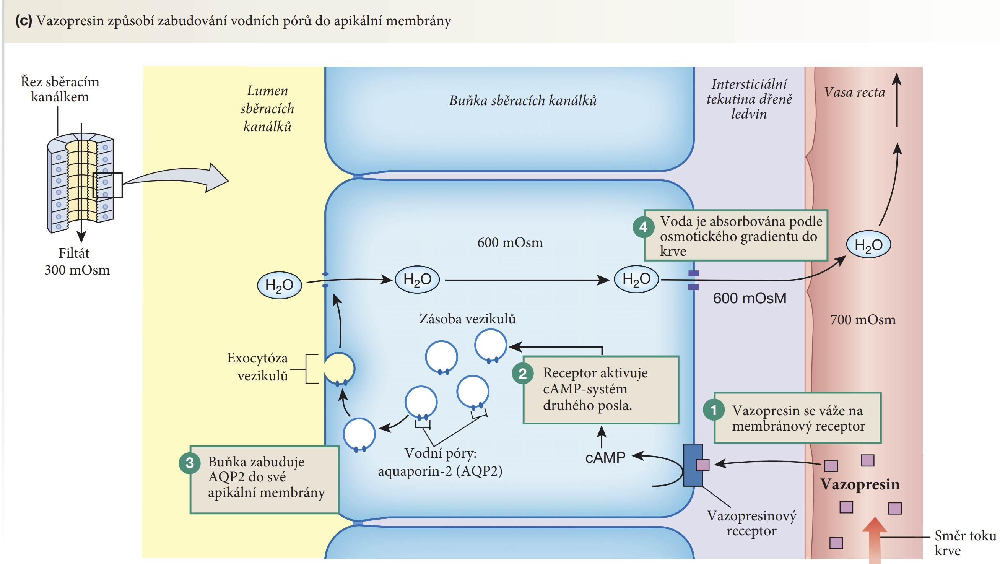 (c) Vazopresin způsobí zabudování vodních pórů do apikální membrány
Řez sběracím
kanálkem
Filtát
300 mOsm
Lumen
sběracích
kanálků
Buňka sběracích kanálků
Intersticiální
tekutina dřeně
ledvin
Vasa recta
600 mOsm
4 Voda je absorbována podle
osmotického gradientu do
krve
H₂O
H₂O
H₂O
H₂O
600 mOsM
700 mOsm
Zásoba vezikulů
Exocytóza
vezikulů
2 Receptor aktivuje
cAMP-systém
druhého posla.
1 Vazopresin se váže na
membránový receptor
3 Buňka zabuduje
AQP2 do své
apikální membrány
Vodní póry:
aquaporin-2 (AQP2)
cAMP
Vazopresin
Vazopresinový
receptor
Směr toku
krve